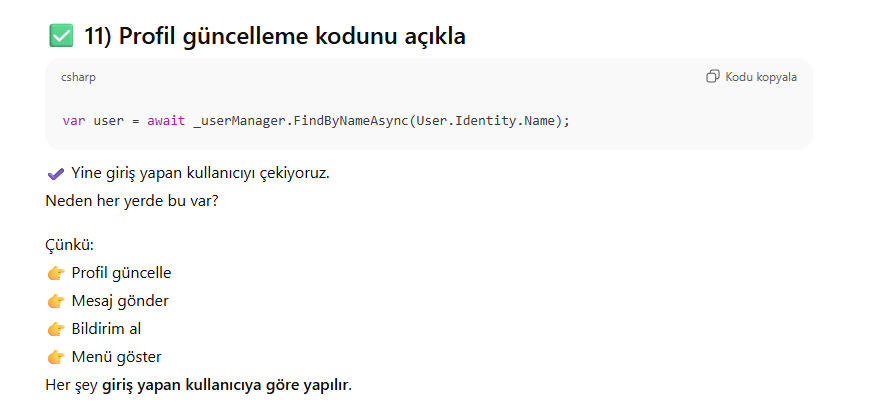 ✅ 11) Profil güncelleme kodunu açıkla
csharp
Kodu kopyala
var user = await _userManager.FindByNameAsync(User.Identity.Name);
✔ Yine giriş yapan kullanıcıyı çekiyoruz.
Neden her yerde bu var?
Çünkü:
👉 Profil güncelle
👉 Mesaj gönder
👉 Bildirim al
👉 Menü göster
Her şey giriş yapan kullanıcıya göre yapılır.